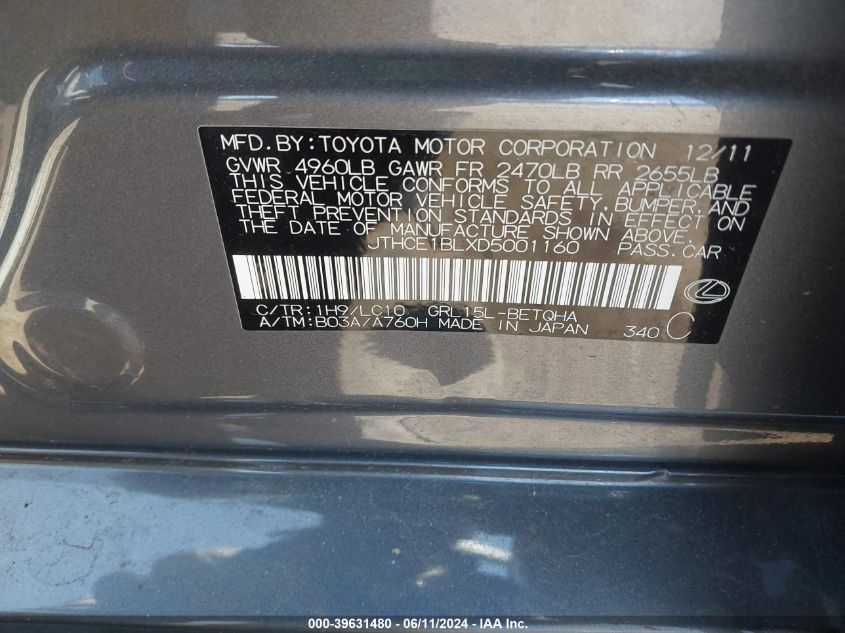 MFD.BY:TOYOTA MOTOR CORPORATION 12/11
GVWR 4960LB GAWR FR 2470LB RR 2655LB
THIS VEHICLE CONFORMS TO ALL APPLICABLE
FEDERAL MOTOR VEHICLE SAFETY,BUMPER,AND
THEFT PREVENTION STANDARDS IN EFFECT ON
THE DATE OF MANUFACTURE SHOWN ABOVE.
JTHCE1BLXD5001160 PASS.CAR
C/TR:1H9/LC10 GRL15L-BETQHA
A/TM:B03A/A760H MADE IN JAPAN 340 C
000-39631480 - 06/11/2024 - IAA Inc.